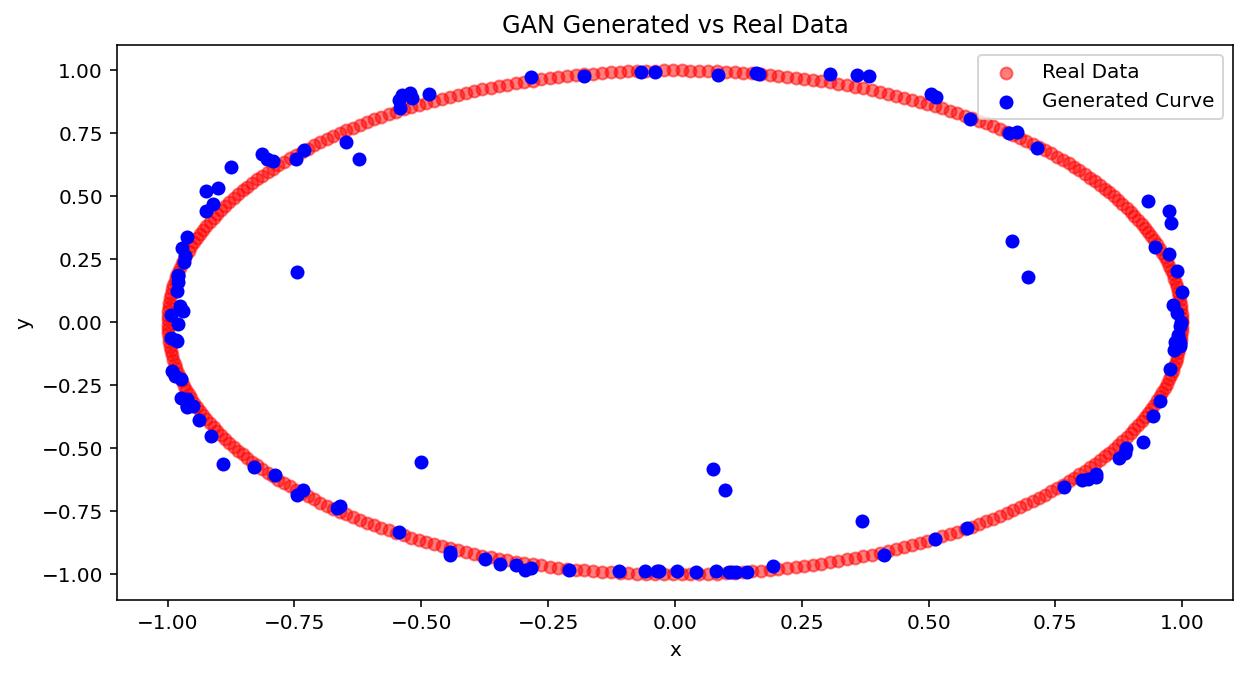 GAN Generated vs Real Data
Real Data
Generated Curve
1.00
0.75
0.50
0.25
0.00
−0.25
−0.50
−0.75
−1.00
y
−1.00 −0.75 −0.50 −0.25 0.00 0.25 0.50 0.75 1.00
x